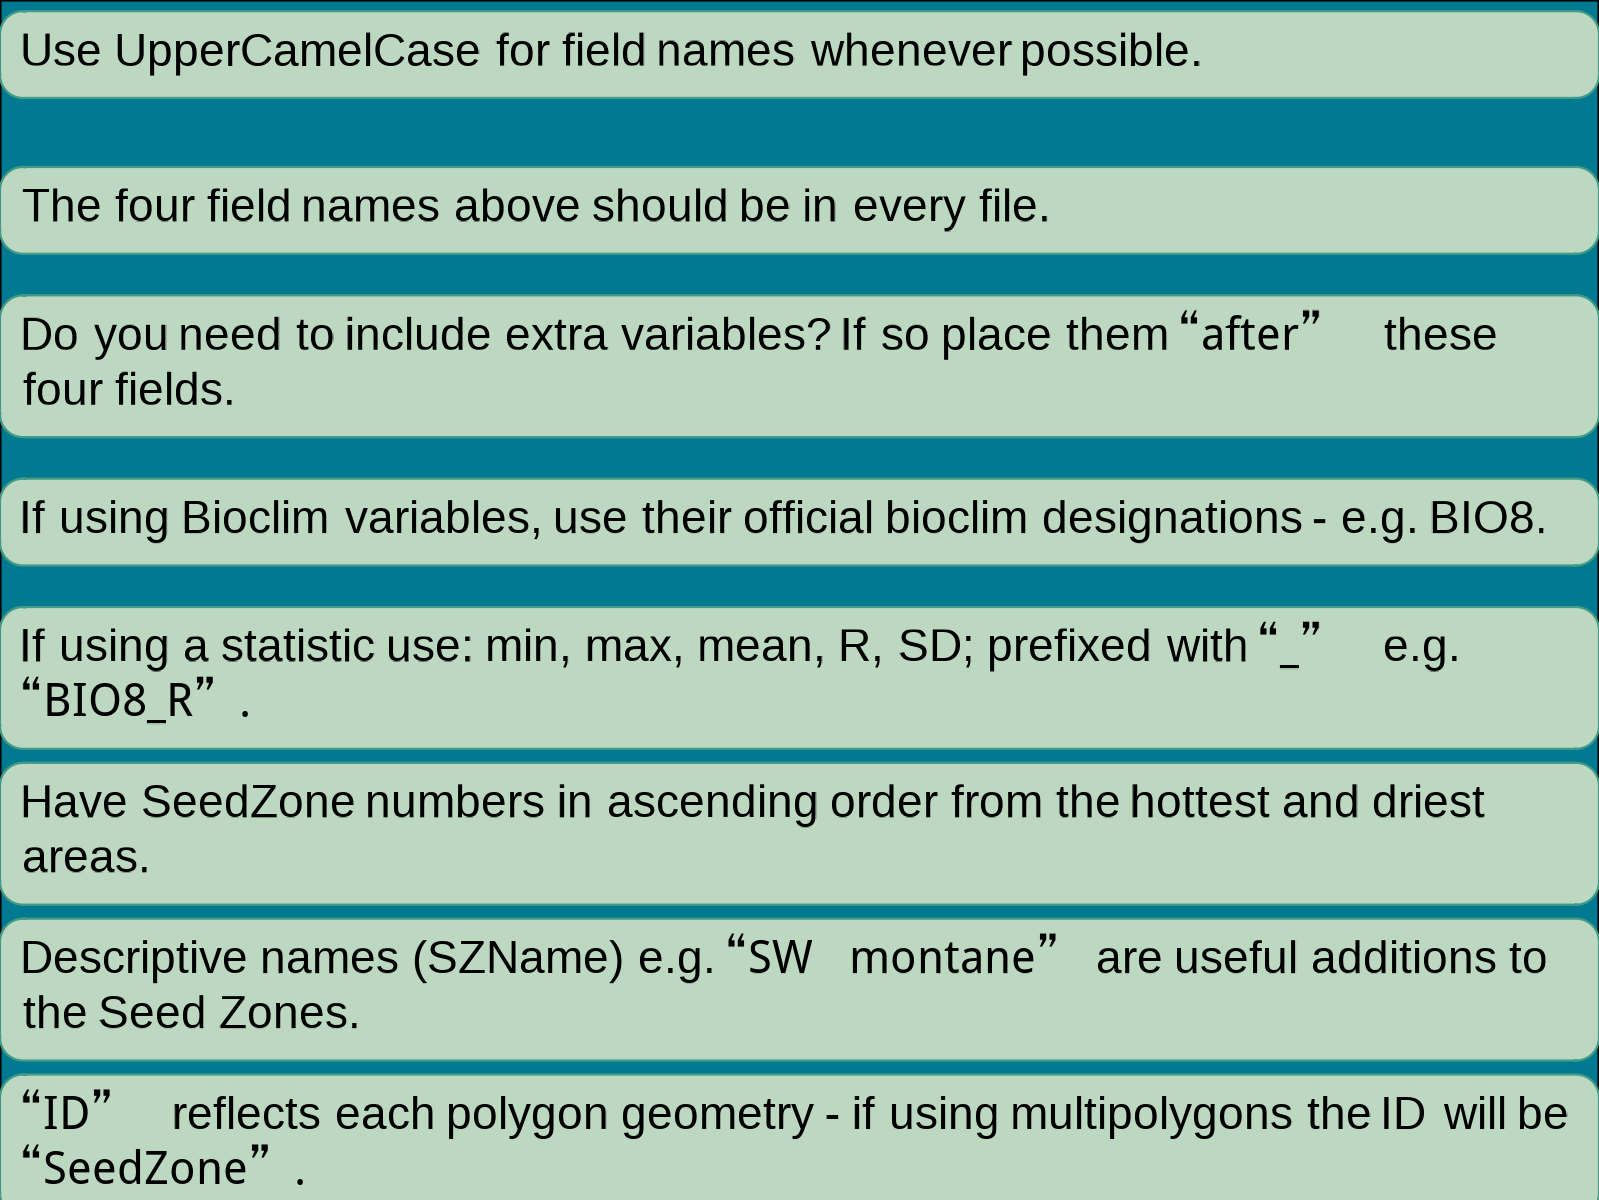 Use UpperCamelCase for field names whenever possible.
The four field names above should be in every file.
Do you need to include extra variables? If so place them “after” these
four fields.
If using Bioclim variables, use their official bioclim designations - e.g. BIO8.
If using a statistic use: min, max, mean, R, SD; prefixed with “_” e.g.
“BIO8_R” .
Have SeedZone numbers in ascending order from the hottest and driest
areas.
Descriptive names (SZName) e.g. “SW montane” are useful additions to
the Seed Zones.
“ID” reflects each polygon geometry - if using multipolygons the ID will be
“SeedZone” .